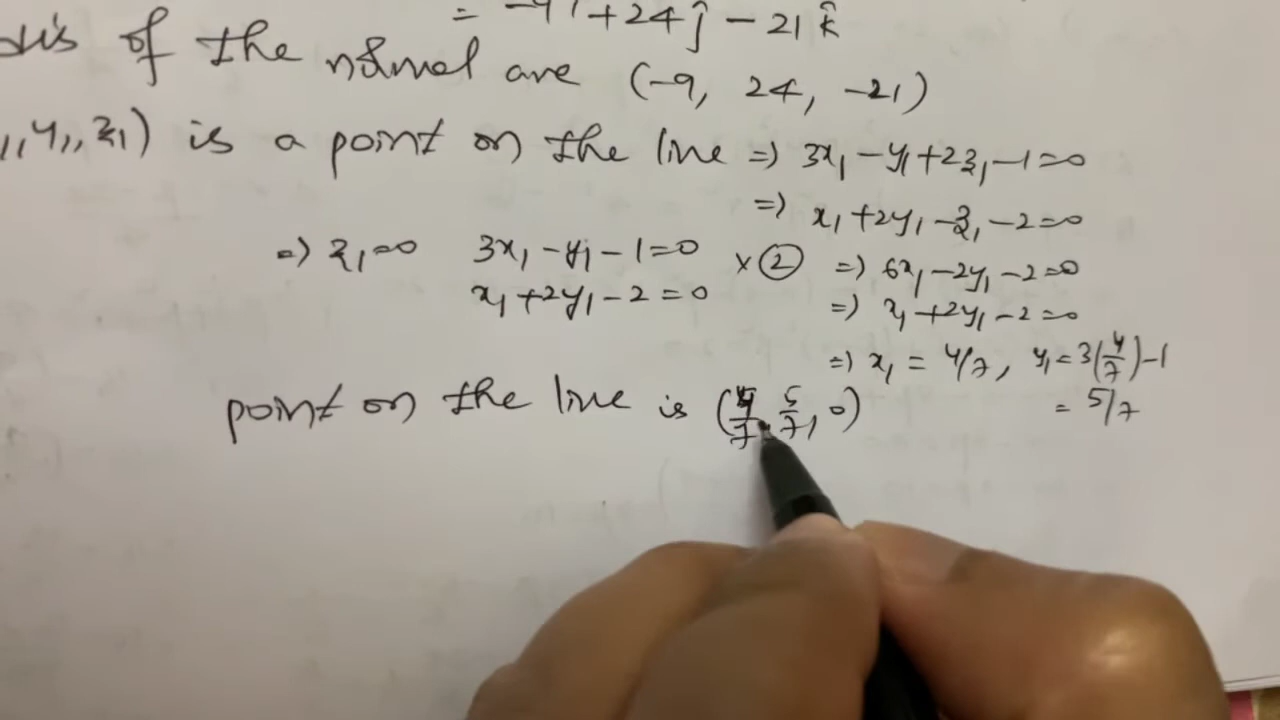 = -9î + 24ĵ - 21k̂
d𝑟's of the normal are (-9, 24, -21)
, y₁, z₁) is a point on the line => 3x₁ - y₁ + 2z₁ - 1 = 0
=> x₁ + 2y₁ - z₁ - 2 = 0
=> z₁ = 0 3x₁ - y₁ - 1 = 0 × ② => 6x₁ - 2y₁ - 2 = 0
x₁ + 2y₁ - 2 = 0 => x₁ + 2y₁ - 2 = 0
=> x₁ = 4/7, y₁ = 3(4/7) - 1
point on the line is (4/7, 5/7, 0) = 5/7